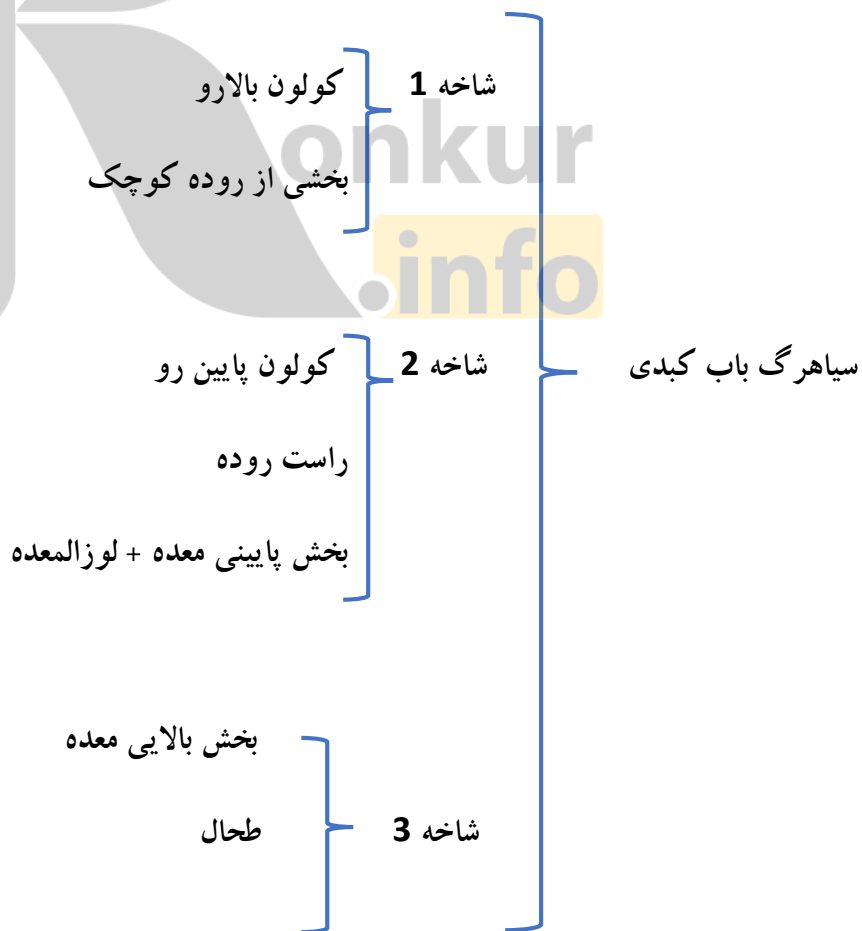 شاخه 1 کولون بالارو
onkur
بخشی از روده کوچک
.info
سیاهرگ باب کبدی شاخه 2 کولون پایین رو
راست روده
بخش پایینی معده + لوزالمعده
بخش بالایی معده
شاخه 3 طحال